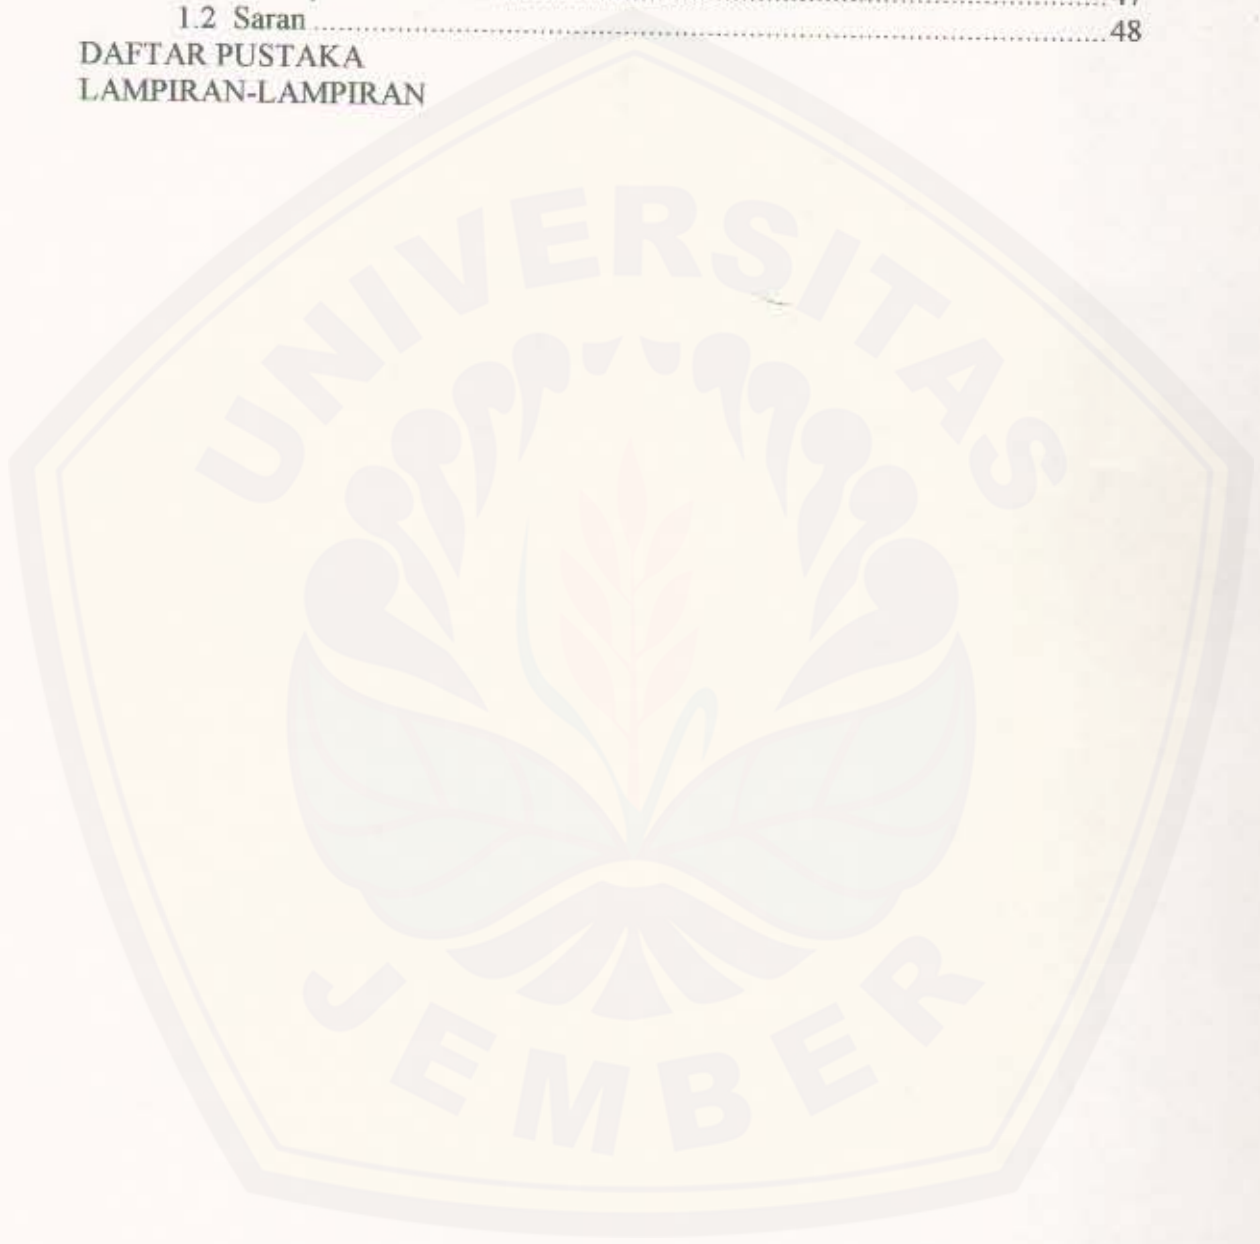 1.2 Saran ........................................................................ 48
DAFTAR PUSTAKA
LAMPIRAN-LAMPIRAN
UNIVERSITAS
JEMBER